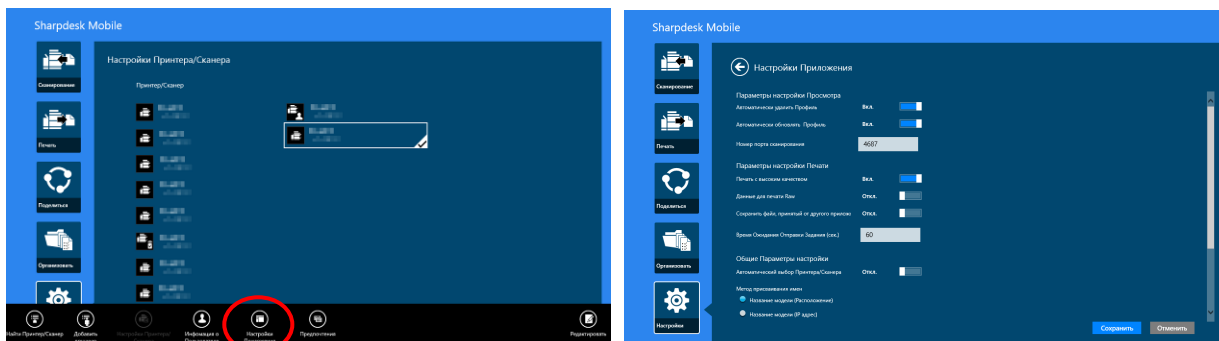 Sharpdesk Mobile
Сканирование
Печать
Поделиться
Организовать
Настройки Принтера/Сканера
Принтер/Сканер
Найти Принтер/Сканер
Добавить
Настройки Принтера/
Информация о
Настройки
Предпочтения
Редактировать
Sharpdesk Mobile
Сканирование
Печать
Поделиться
Организовать
Настройки
Настройки Приложения
Параметры настройки Просмотра
Автоматически удалить Профиль Вкл.
Автоматически обновлять Профиль Вкл.
Номер порта сканирования 4687
Параметры настройки Печати
Печать с высоким качеством Вкл.
Данные для печати Raw Откл.
Сохранить файл, принятый от другого приложе Откл.
Время Ожидания Отправки Задания (сек.) 60
Общие Параметры настройки
Автоматический выбор Принтера/Сканера Откл.
Метод присваивания имен
Название модели (Расположение)
Название модели (IP адрес)
Сохранить Отменить